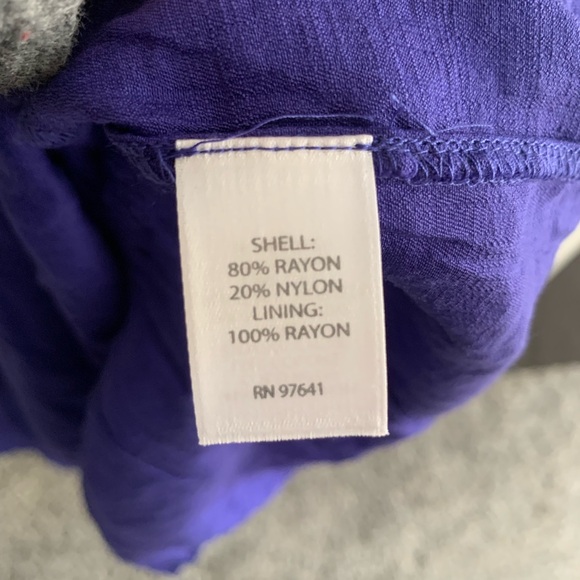 SHELL:
80% RAYON
20% NYLON
LINING:
100% RAYON
RN 97641